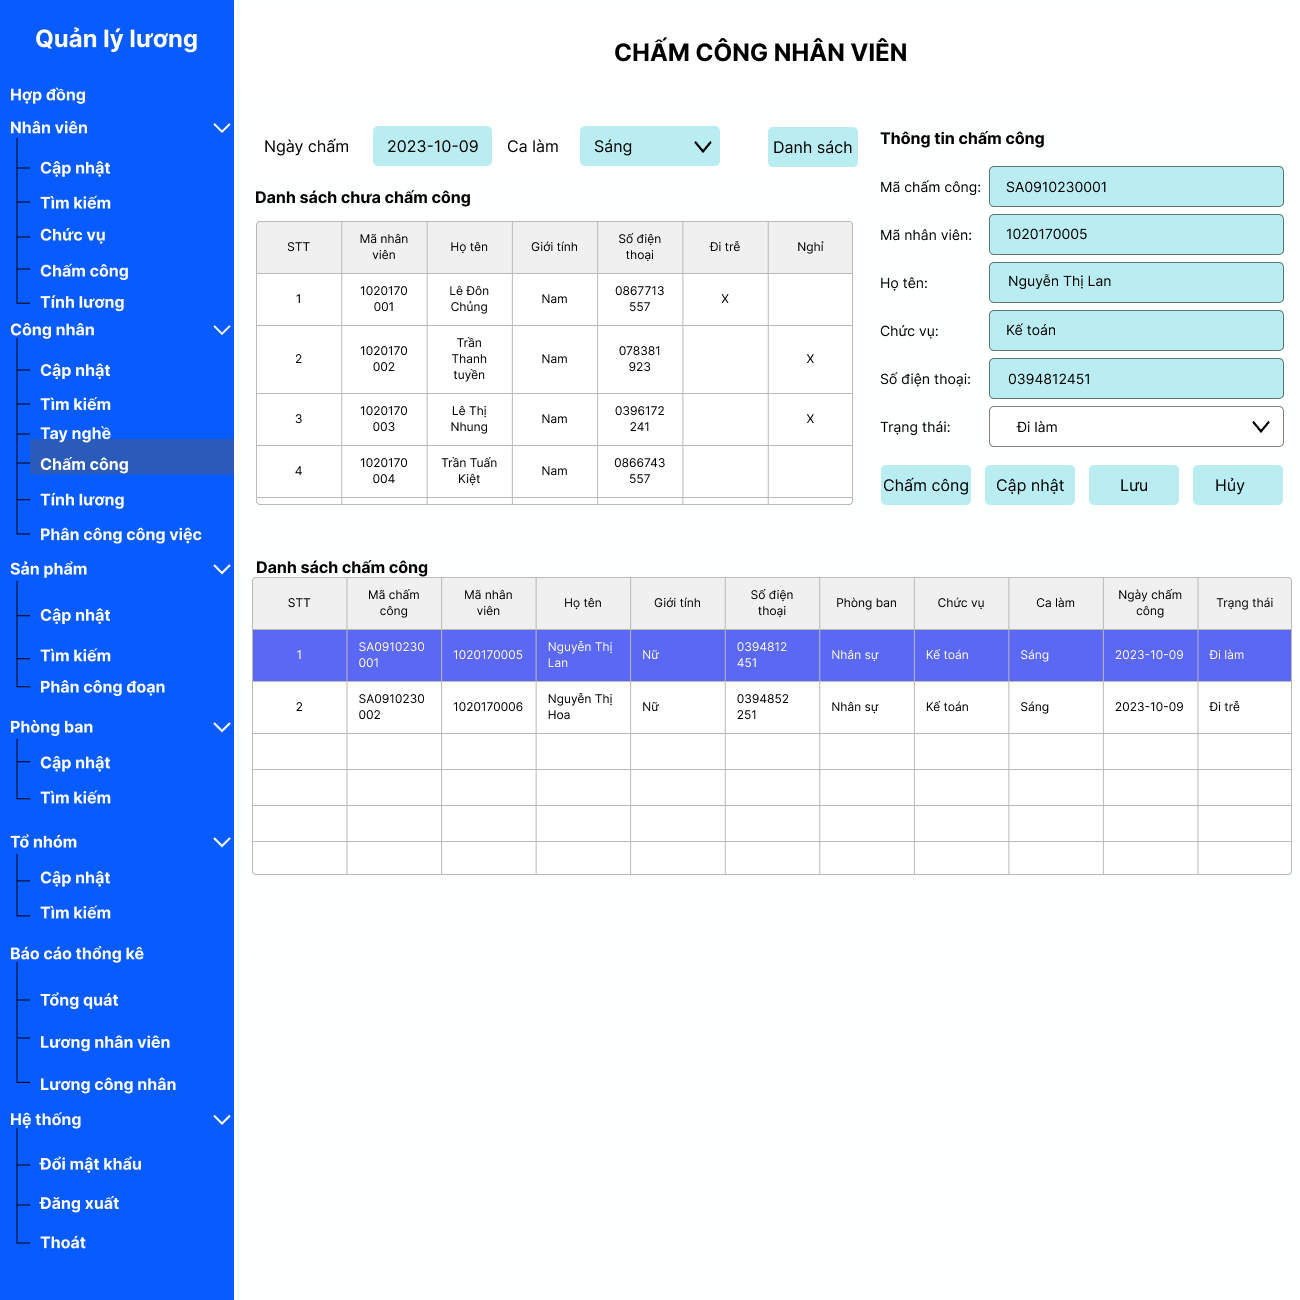 Quản lý lương
Hợp đồng
Nhân viên
Cập nhật
Tìm kiếm
Chức vụ
Chấm công
Tính lương
Công nhân
Cập nhật
Tìm kiếm
Tay nghề
Chấm công
Tính lương
Phân công công việc
Sản phẩm
Cập nhật
Tìm kiếm
Phân công đoạn
Phòng ban
Cập nhật
Tìm kiếm
Tổ nhóm
Cập nhật
Tìm kiếm
Báo cáo thống kê
Tổng quát
Lương nhân viên
Lương công nhân
Hệ thống
Đổi mật khẩu
Đăng xuất
Thoát
CHẤM CÔNG NHÂN VIÊN
Ngày chấm 2023-10-09 Ca làm Sáng Danh sách
Danh sách chưa chấm công
STT Mã nhân viên Họ tên Giới tính Số điện thoại Đi trễ Nghỉ
1 1020170001 Lê Đôn Chủng Nam 0867713557 X
2 1020170002 Trần Thanh tuyền Nam 078381923 X
3 1020170003 Lê Thị Nhung Nam 0396172241 X
4 1020170004 Trần Tuấn Kiệt Nam 0866743557
Thông tin chấm công
Mã chấm công: SA0910230001
Mã nhân viên: 1020170005
Họ tên: Nguyễn Thị Lan
Chức vụ: Kế toán
Số điện thoại: 0394812451
Trạng thái: Đi làm
Chấm công Cập nhật Lưu Hủy
Danh sách chấm công
STT Mã chấm công Mã nhân viên Họ tên Giới tính Số điện thoại Phòng ban Chức vụ Ca làm Ngày chấm công Trạng thái
1 SA0910230001 1020170005 Nguyễn Thị Lan Nữ 0394812451 Nhân sự Kế toán Sáng 2023-10-09 Đi làm
2 SA0910230002 1020170006 Nguyễn Thị Hoa Nữ 0394852251 Nhân sự Kế toán Sáng 2023-10-09 Đi trễ